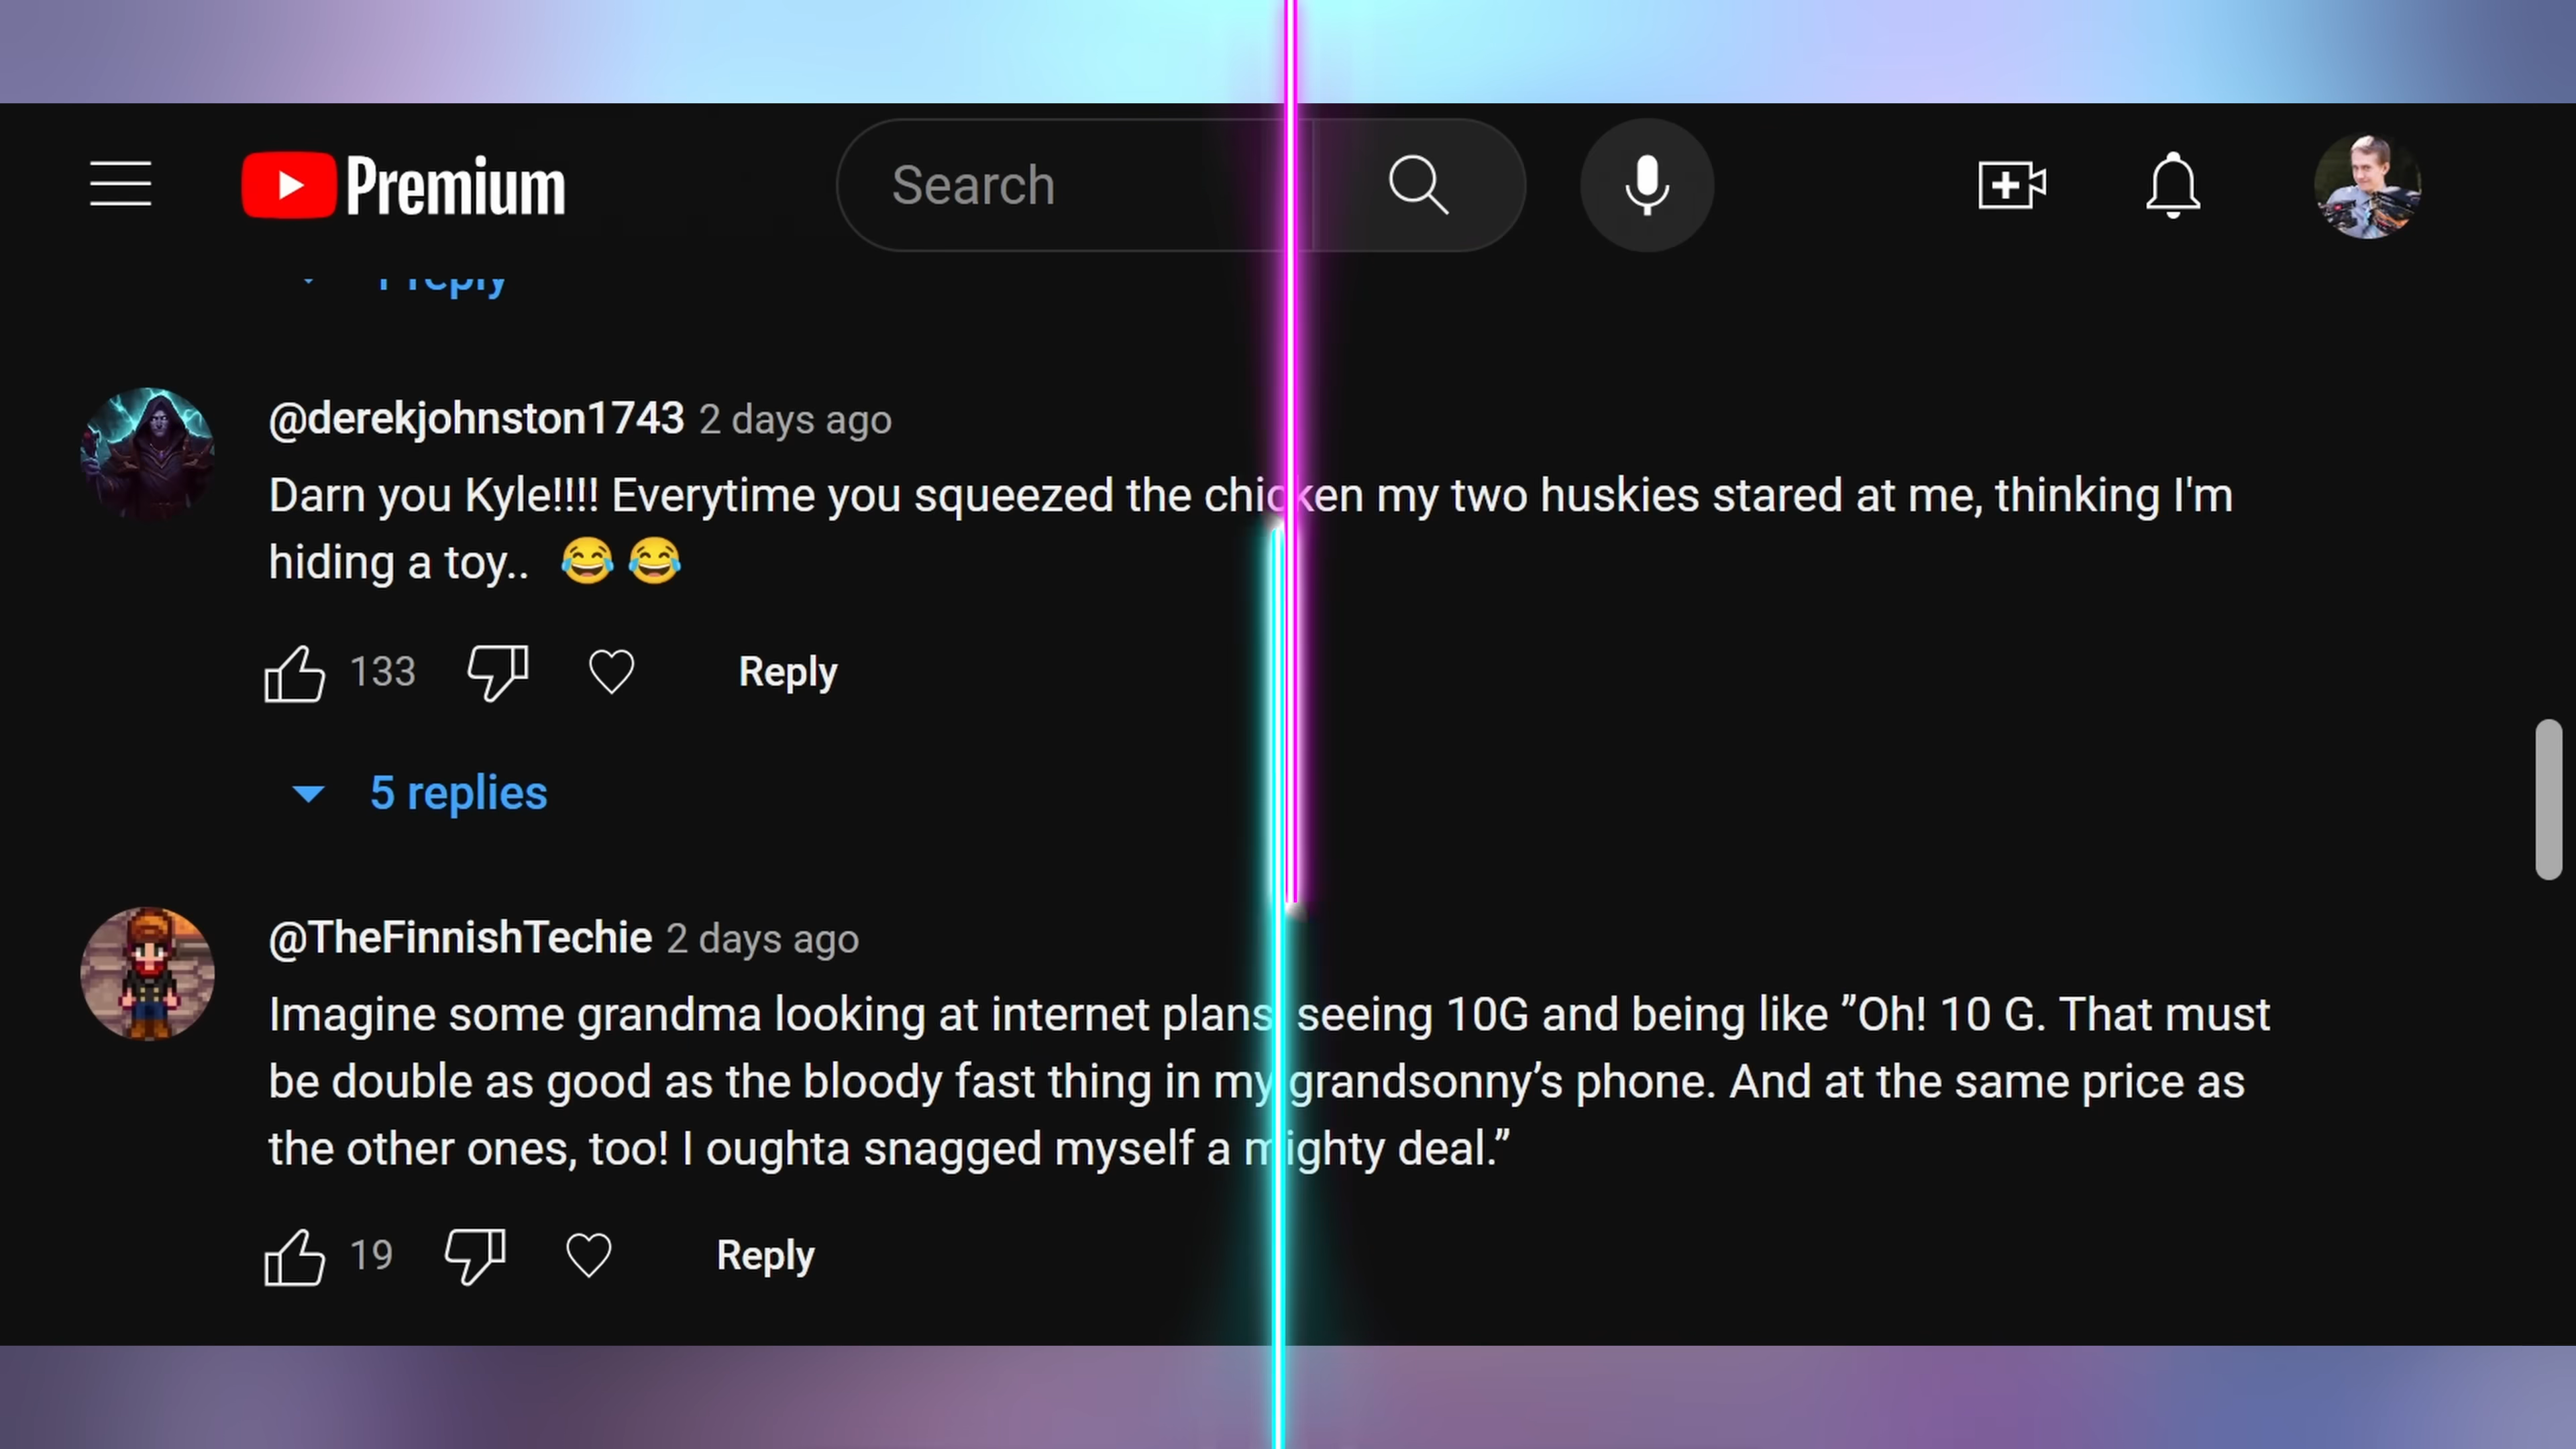 Premium
Search
1 reply
@derekjohnston1743 2 days ago
Darn you Kyle!!!! Everytime you squeezed the chicken my two huskies stared at me, thinking I'm
hiding a toy.. 😂 😂
133 Reply
5 replies
@TheFinnishTechie 2 days ago
Imagine some grandma looking at internet plans, seeing 10G and being like ”Oh! 10 G. That must
be double as good as the bloody fast thing in my grandsonny’s phone. And at the same price as
the other ones, too! I oughta snagged myself a mighty deal.”
19 Reply